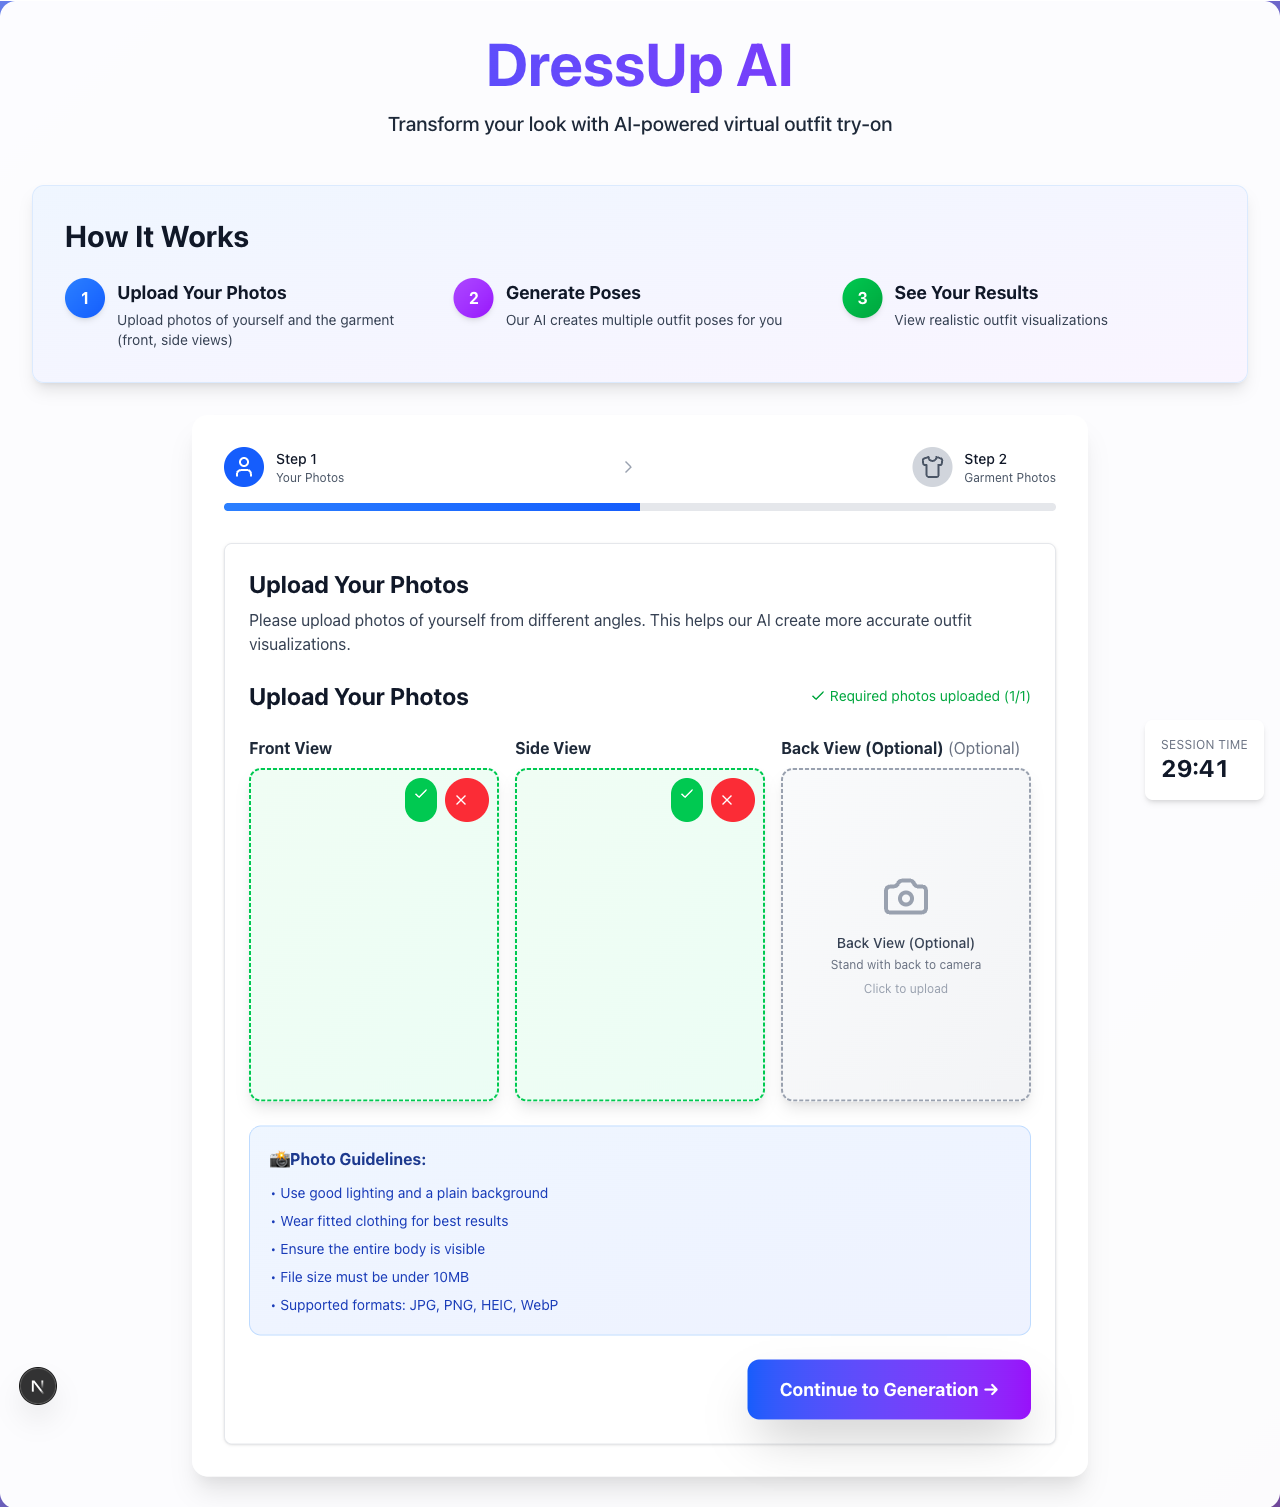 DressUp AI
Transform your look with AI-powered virtual outfit try-on
How It Works
1
Upload Your Photos
Upload photos of yourself and the garment
(front, side views)
2
Generate Poses
Our AI creates multiple outfit poses for you
3
See Your Results
View realistic outfit visualizations
Step 1
Your Photos
Step 2
Garment Photos
Upload Your Photos
Please upload photos of yourself from different angles. This helps our AI create more accurate outfit
visualizations.
Upload Your Photos
Required photos uploaded (1/1)
Front View
Side View
Back View (Optional) (Optional)
Back View (Optional)
Stand with back to camera
Click to upload
SESSION TIME
29:41
📸Photo Guidelines:
• Use good lighting and a plain background
• Wear fitted clothing for best results
• Ensure the entire body is visible
• File size must be under 10MB
• Supported formats: JPG, PNG, HEIC, WebP
Continue to Generation →
N